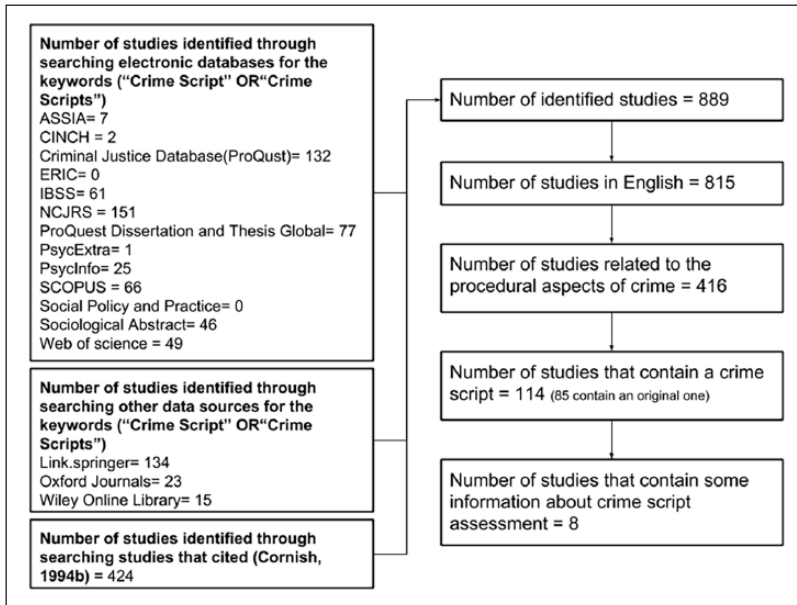 Number of studies identified through
searching electronic databases for the
keywords (“Crime Script” OR“Crime
Scripts”)
ASSIA= 7
CINCH = 2
Criminal Justice Database(ProQust)= 132
ERIC= 0
IBSS= 61
NCJRS = 151
ProQuest Dissertation and Thesis Global= 77
PsycExtra= 1
PsycInfo= 25
SCOPUS = 66
Social Policy and Practice= 0
Sociological Abstract= 46
Web of science = 49
Number of studies identified through
searching other data sources for the
keywords (“Crime Script” OR“Crime
Scripts”)
Link.springer= 134
Oxford Journals= 23
Wiley Online Library= 15
Number of studies identified through
searching studies that cited (Cornish,
1994b) = 424
Number of identified studies = 889
Number of studies in English = 815
Number of studies related to the
procedural aspects of crime = 416
Number of studies that contain a crime
script = 114 (85 contain an original one)
Number of studies that contain some
information about crime script
assessment = 8